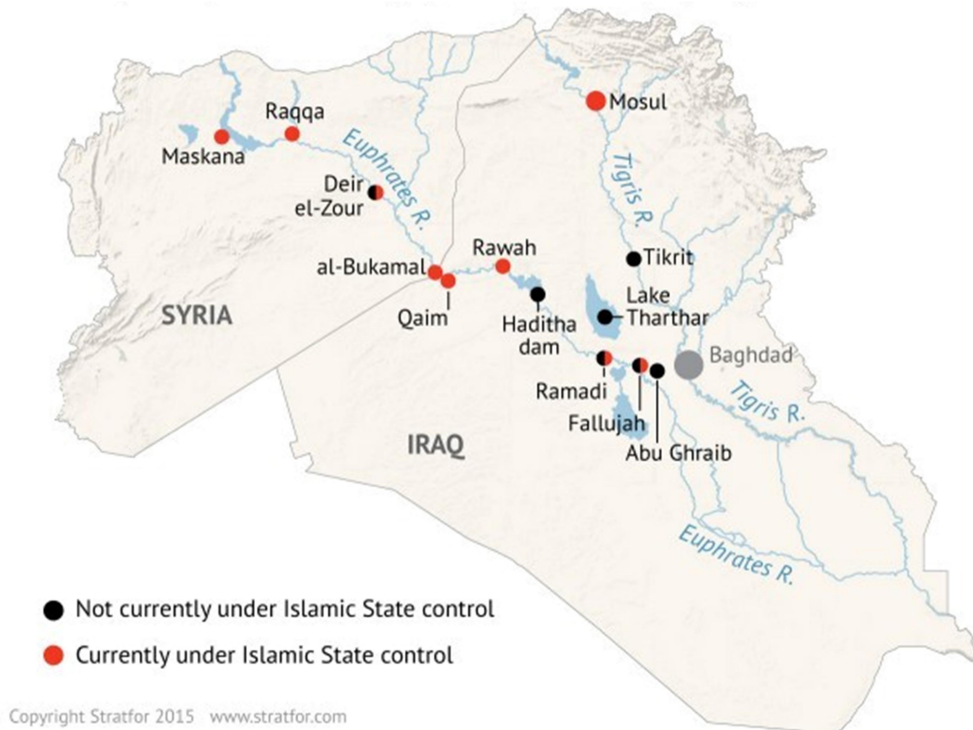 Mosul
Raqqa
Maskana
Euphrates R.
Tigris R.
Deir
el-Zour
Rawah
Tikrit
al-Bukamal
Qaim
SYRIA
Haditha
dam
Lake
Tharthar
Baghdad
Ramadi
Fallujah
Tigris R.
IRAQ
Abu Ghraib
Euphrates R.
Not currently under Islamic State control
Currently under Islamic State control
Copyright Stratfor 2015 www.stratfor.com